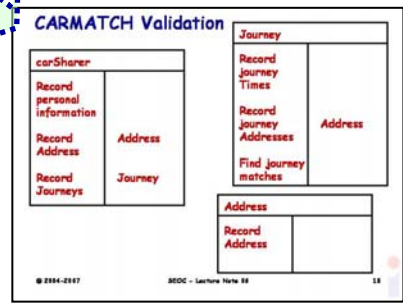 CARMATCH Validation
carSharer
Record
personal
information
Record
Address
Address
Record
Journeys
Journey
Journey
Record
journey
Times
Record
journey
Addresses
Address
Find journey
matches
Address
Record
Address
© 2004-2007
SEOC - Lecture Note 08